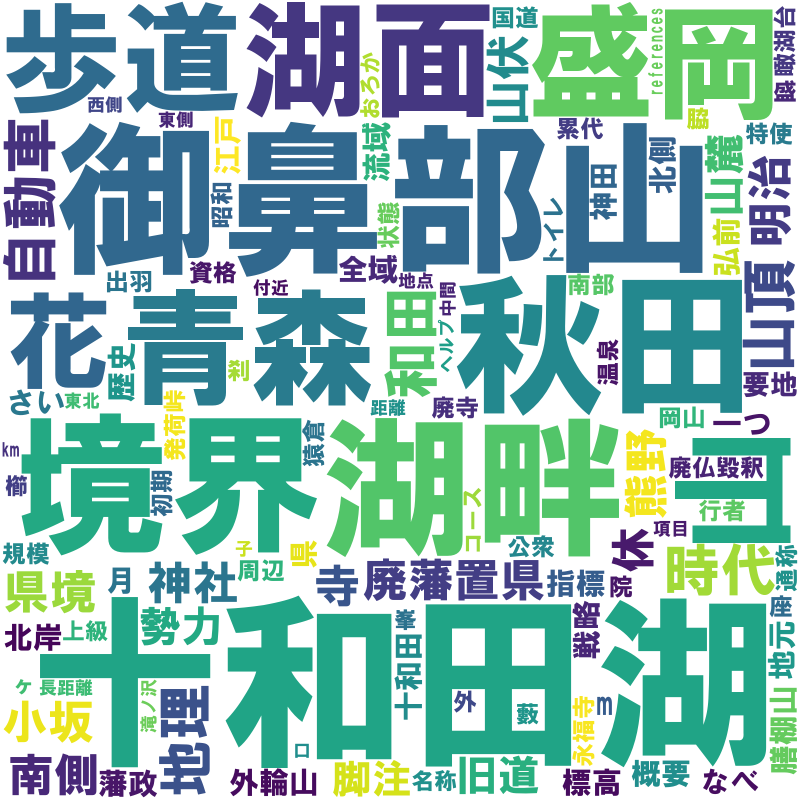 歩道
湖面
国道
盛岡
references
台
瞰湖
西側
東側
おろか
山伏
累代
特使
自動車
御鼻部山
江戸
昭和
流域
状態
トイレ
神田
北側
山麓
弘前
明治
出羽
資格
付近
全域
地点
中間
南部
山頂
花
青森
歴史
和田
ヘルプ
秋田
温泉
要地
さい
東北
発荷峠
距離
廃寺
岡山
一つ
km
櫛
境界
初期
猿倉
湖畔
コース
熊野
廃仏毀釈
行者
山
規模
子
周辺
県
公衆
休
項目
通称
県境
月
神社
寺
廃藩置県
指標
院
時代
座
北岸
上級
勢力
峯
十和田
戦略
地元
十和田湖
ケ
長距離
滝ノ沢
小坂
地理
外
藪
永福寺
m
膳棚山
口
南側
藩政
外輪山
脚注
名称
旧道
標高
概要
なべ